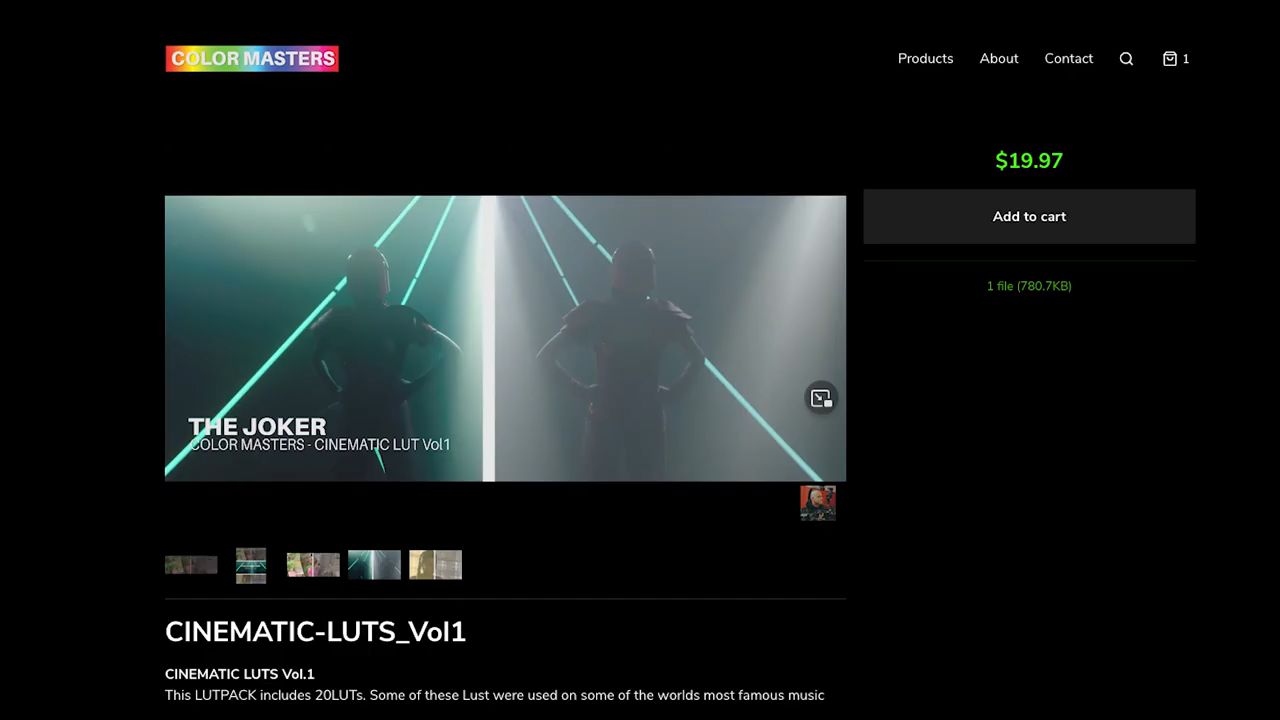 COLOR MASTERS
Products
About
Contact
1
$19.97
Add to cart
1 file (780.7KB)
THE JOKER
COLOR MASTERS - CINEMATIC LUT Vol1
CINEMATIC-LUTS_Vol1
CINEMATIC LUTS Vol.1
This LUTPACK includes 20LUTs. Some of these Lust were used on some of the worlds most famous music